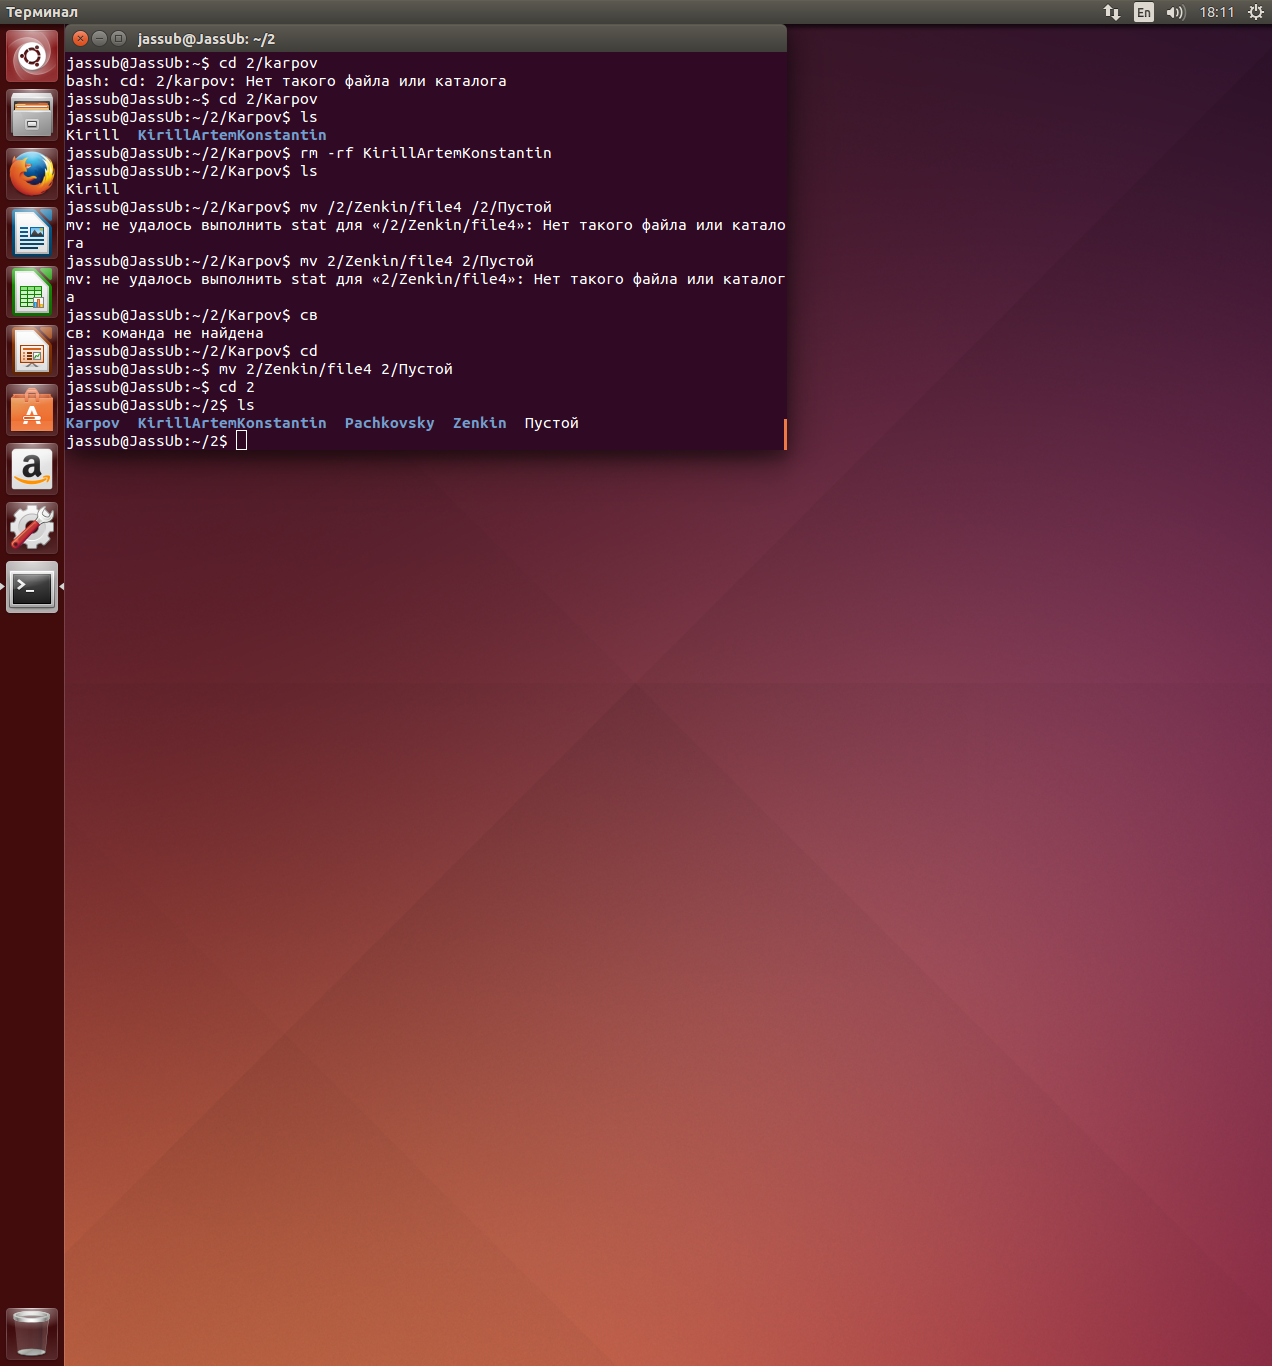 Терминал
En
18:11
jassub@JassUb: ~/2
jassub@JassUb:~$ cd 2/karpov
bash: cd: 2/karpov: Нет такого файла или каталога
jassub@JassUb:~$ cd 2/Karpov
jassub@JassUb:~/2/Karpov$ ls
Kirill  KirillArtemKonstantin
jassub@JassUb:~/2/Karpov$ rm -rf KirillArtemKonstantin
jassub@JassUb:~/2/Karpov$ ls
Kirill
jassub@JassUb:~/2/Karpov$ mv /2/Zenkin/file4 /2/Пустой
mv: не удалось выполнить stat для «/2/Zenkin/file4»: Нет такого файла или катало
га
jassub@JassUb:~/2/Karpov$ mv 2/Zenkin/file4 2/Пустой
mv: не удалось выполнить stat для «2/Zenkin/file4»: Нет такого файла или каталог
а
jassub@JassUb:~/2/Karpov$ св
св: команда не найдена
jassub@JassUb:~/2/Karpov$ cd
jassub@JassUb:~$ mv 2/Zenkin/file4 2/Пустой
jassub@JassUb:~$ cd 2
jassub@JassUb:~/2$ ls
Karpov  KirillArtemKonstantin  Pachkovsky  Zenkin  Пустой
jassub@JassUb:~/2$